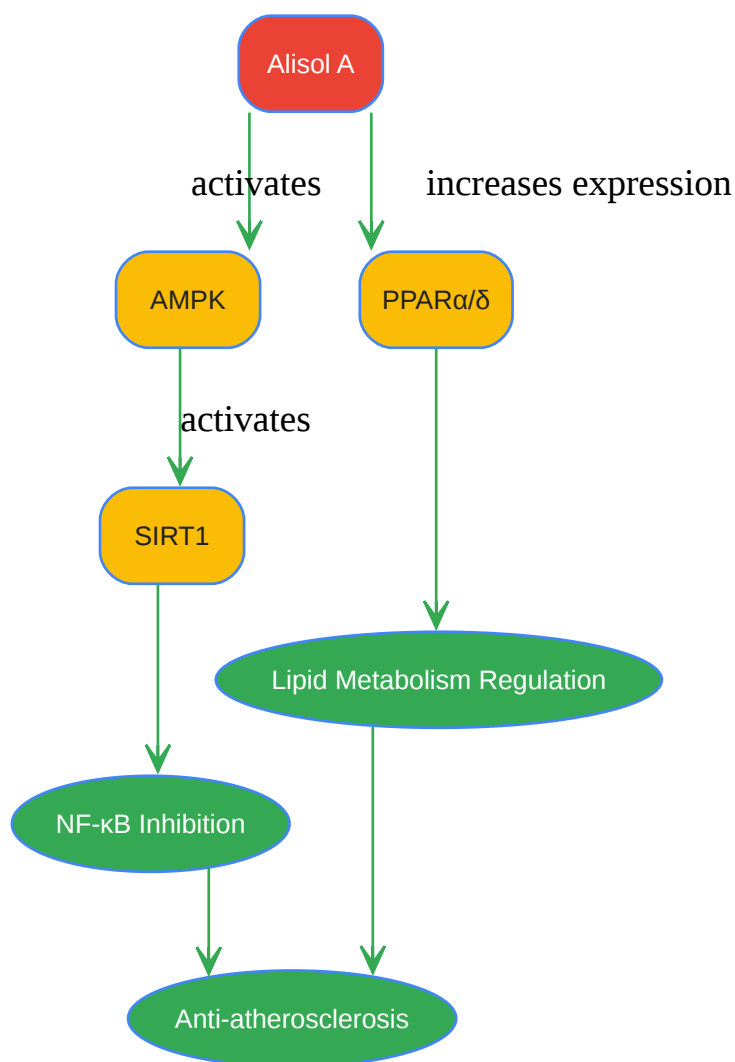 Alisol A
activates
increases expression
AMPK
PPARα/δ
activates
SIRT1
Lipid Metabolism Regulation
NF-κB Inhibition
Anti-atherosclerosis